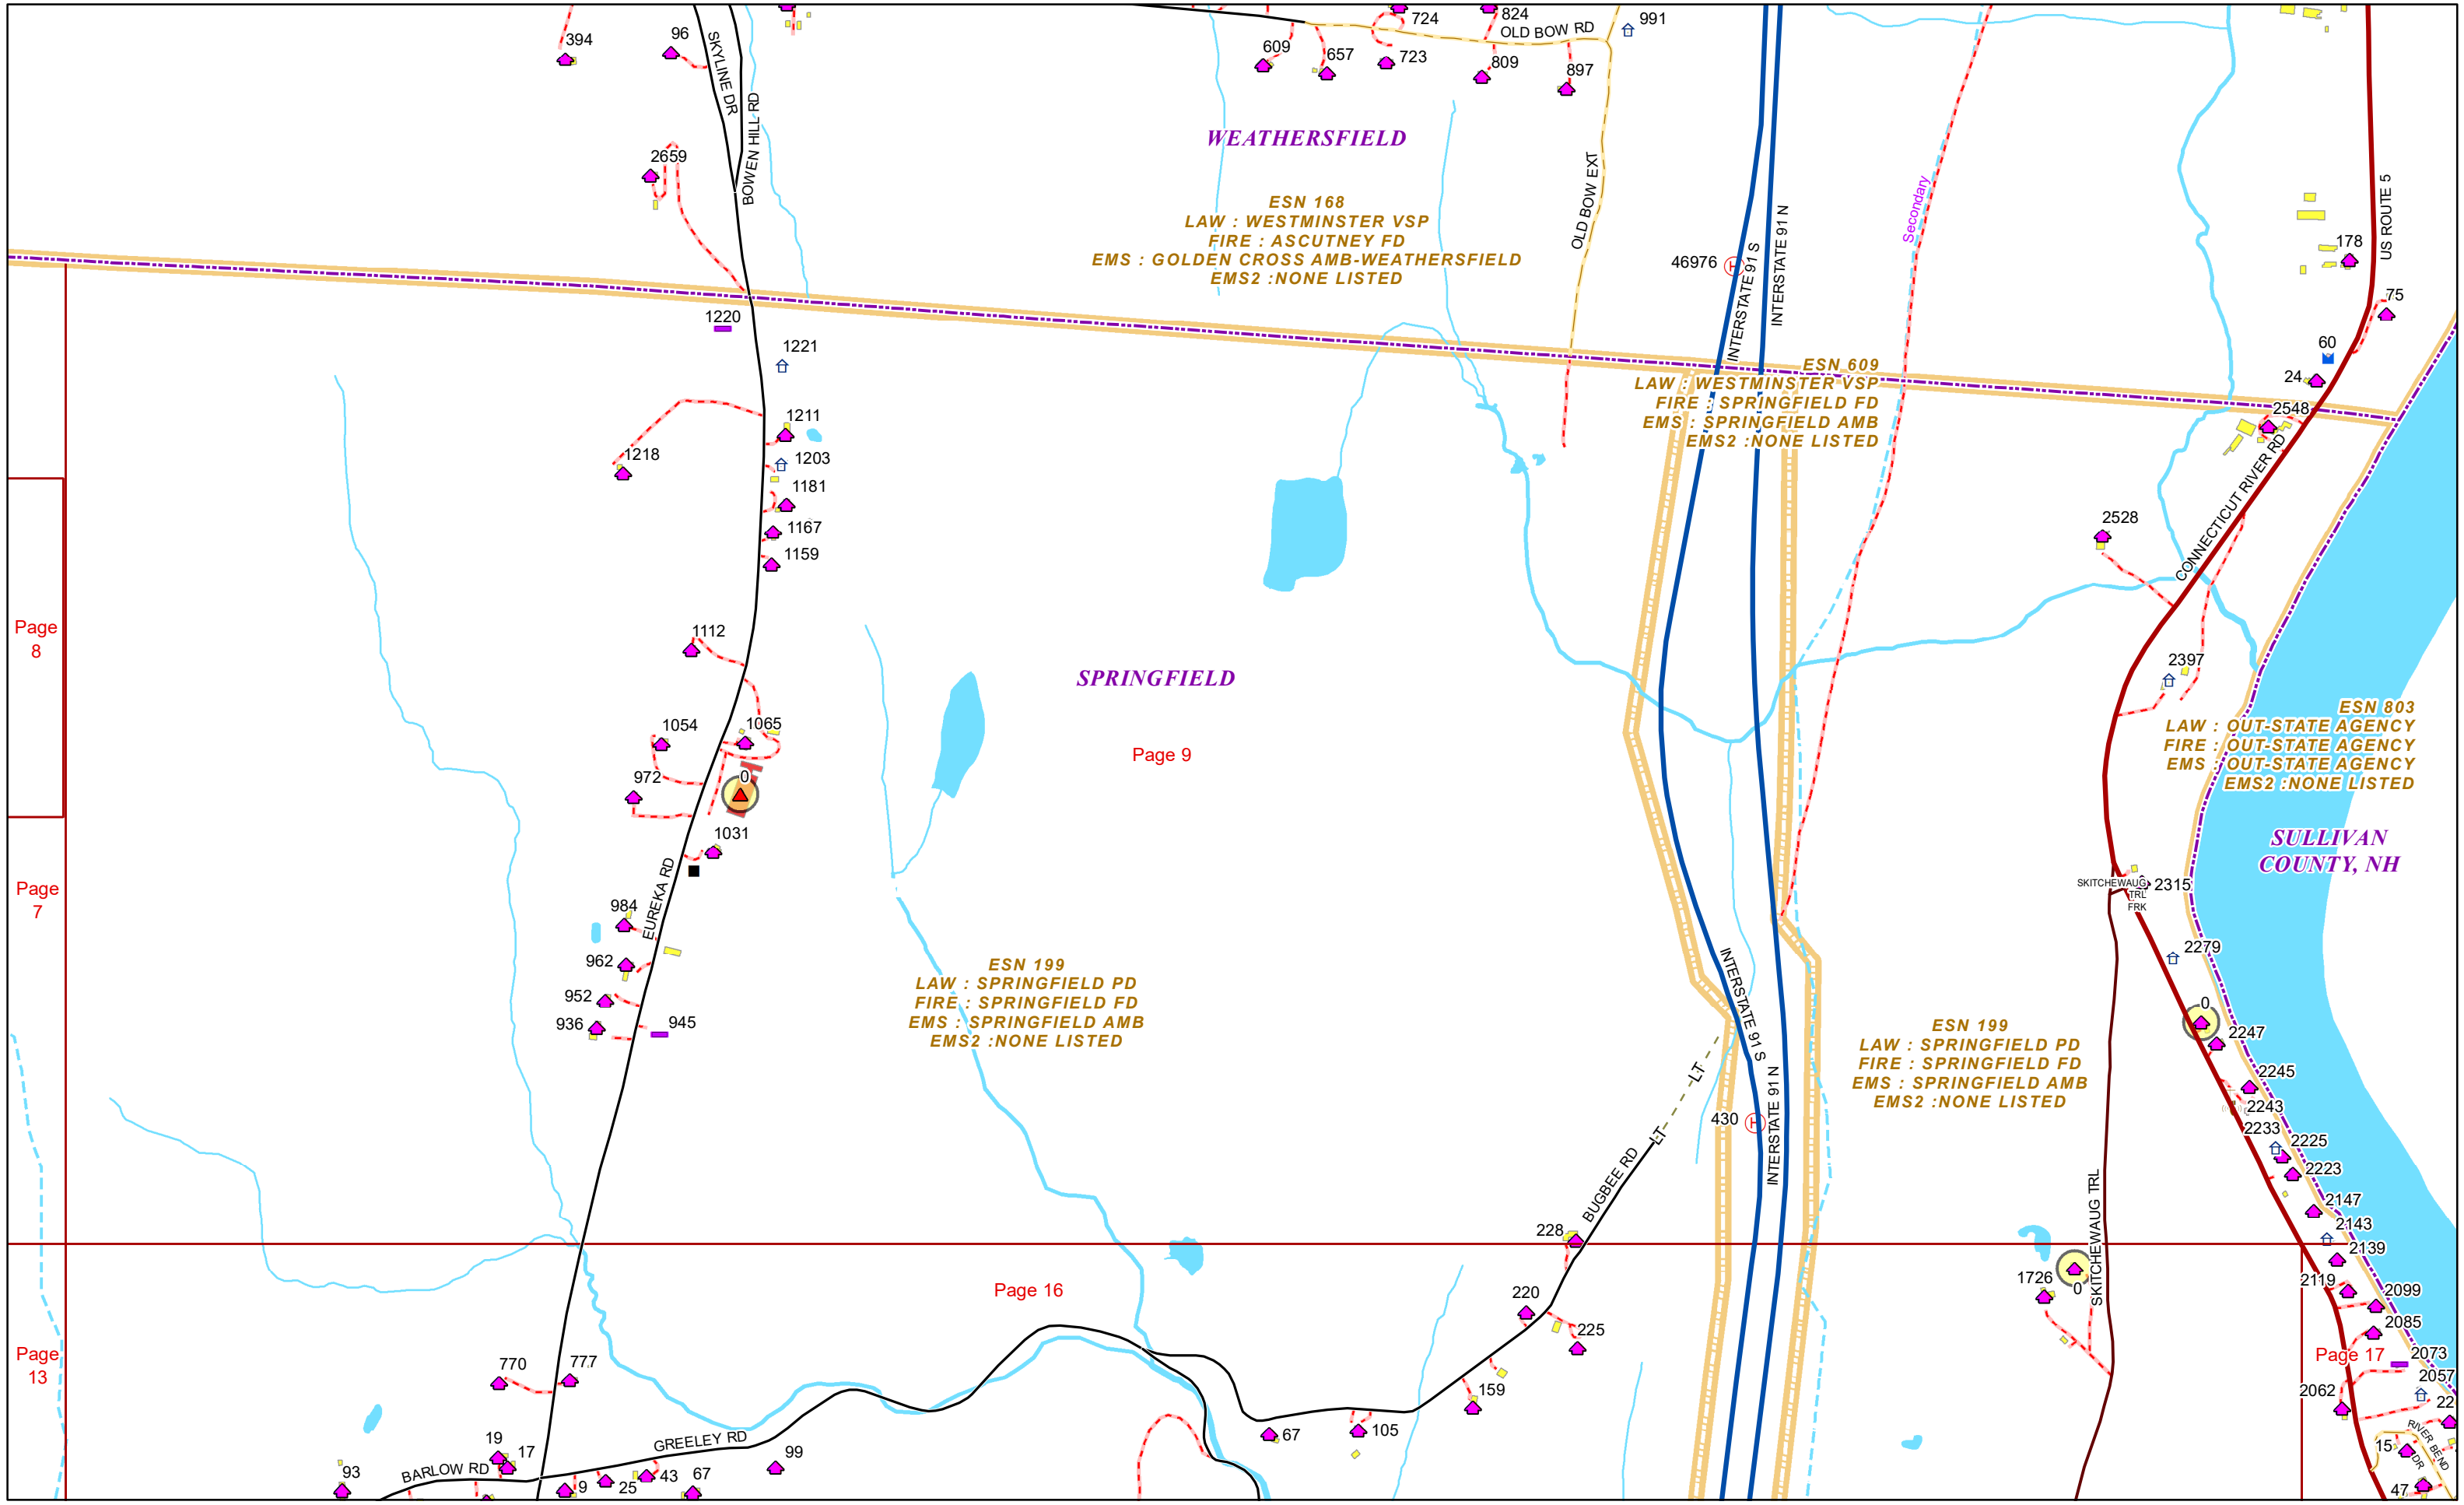 394
96
SKYLINE DR
BOWEN HILL RD
724
824
OLD BOW RD
991
609
657
723
809
897
WEATHERSFIELD
2659
ESN 168
LAW : WESTMINSTER VSP
FIRE : ASCUTNEY FD
EMS : GOLDEN CROSS AMB-WEATHERSFIELD
EMS2 :NONE LISTED
OLD BOW EXT
46976
H
INTERSTATE 91 S
INTERSTATE 91 N
Secondary
US ROUTE 5
178
75
60
24
1220
1221
ESN 609
LAW : WESTMINSTER VSP
FIRE : SPRINGFIELD FD
EMS : SPRINGFIELD AMB
EMS2 :NONE LISTED
2548
1211
1218
1203
1181
1167
1159
CONNECTICUT RIVER RD
2528
Page
8
1112
SPRINGFIELD
2397
1054
1065
Page 9
972
0
1031
ESN 803
LAW : OUT-STATE AGENCY
FIRE : OUT-STATE AGENCY
EMS : OUT-STATE AGENCY
EMS2 :NONE LISTED
SULLIVAN
COUNTY, NH
Page
7
EUREKA RD
984
962
952
936
945
SKITCHEWAUG
TRL
FRK
2315
2279
ESN 199
LAW : SPRINGFIELD PD
FIRE : SPRINGFIELD FD
EMS : SPRINGFIELD AMB
EMS2 :NONE LISTED
INTERSTATE 91 S
INTERSTATE 91 N
ESN 199
LAW : SPRINGFIELD PD
FIRE : SPRINGFIELD FD
EMS : SPRINGFIELD AMB
EMS2 :NONE LISTED
0
2247
2245
2243
2233
2225
2223
2147
2143
2139
LT
LT
430
H
BUGBEE RD
228
SKITCHEWAUG TRL
1726
0
2119
2099
2085
Page 17
2073
2057
2062
22
Page 16
220
225
159
105
67
Page
13
770
777
19
17
GREELEY RD
BARLOW RD
93
9
25
43
67
99
15
RIVER BEND
DR
47